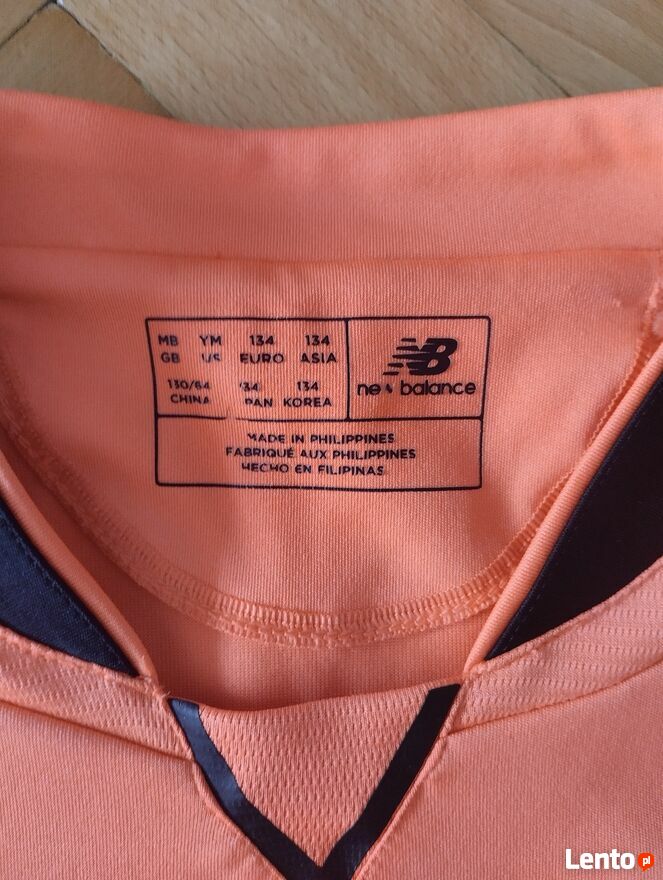 MB YM 134 134
GB US EURO ASIA
130/64 134 134
CHINA KOREA
NB
new balance
MADE IN PHILIPPINES
FABRIQUÉ AUX PHILIPPINES
HECHO EN FILIPINAS
Lento.pl